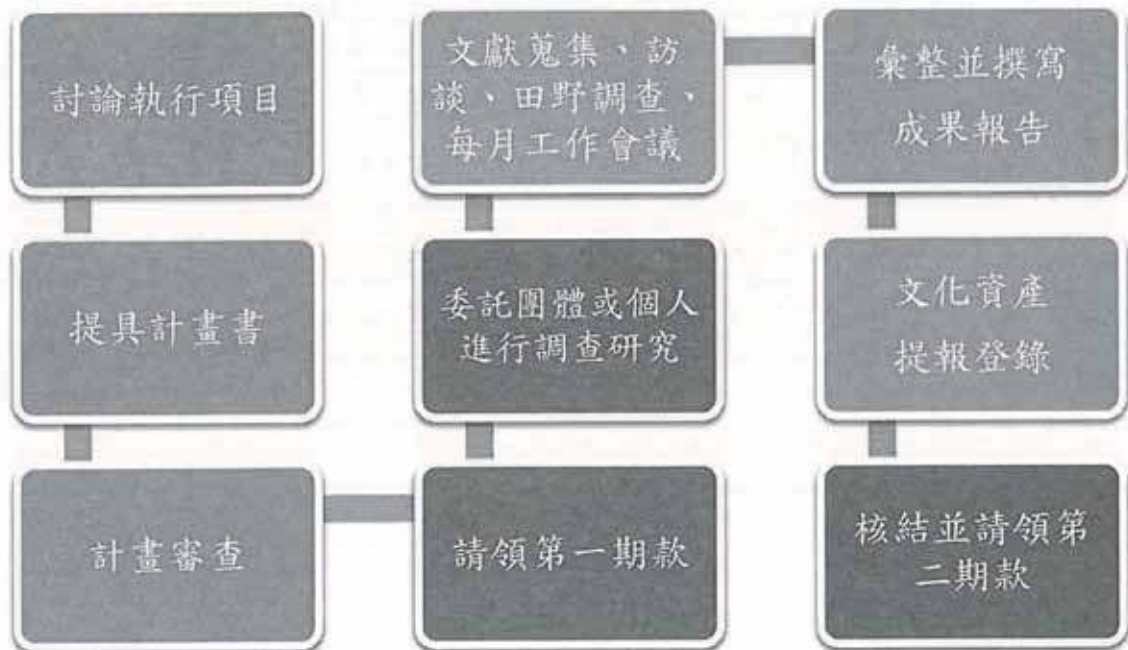 討論執行項目
提具計畫書
計畫審查
請領第一期款
委託團體或個人
進行調查研究
文獻蒐集、訪
談、田野調查、
每月工作會議
彙整並撰寫
成果報告
文化資產
提報登錄
核結並請領第
二期款